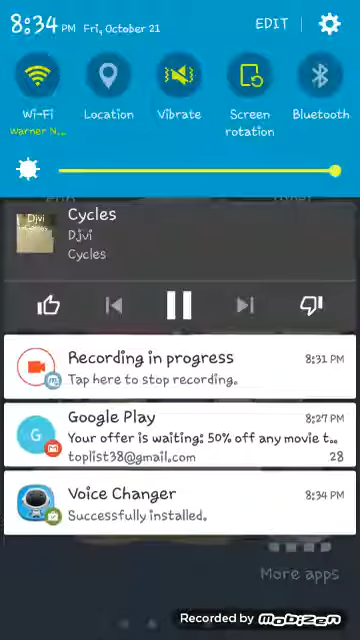 8:34 PM Fri, October 21 EDIT
Wi-Fi Location Vibrate Screen rotation Bluetooth
Warner N...
Djvi
Cycles
Djvi
Cycles
Recording in progress 8:31 PM
Tap here to stop recording.
G
Google Play 8:27 PM
Your offer is waiting: 50% off any movie t..
toplist38@gmail.com 28
Voice Changer 8:34 PM
Successfully installed.
More apps
Recorded by MOBIZEN